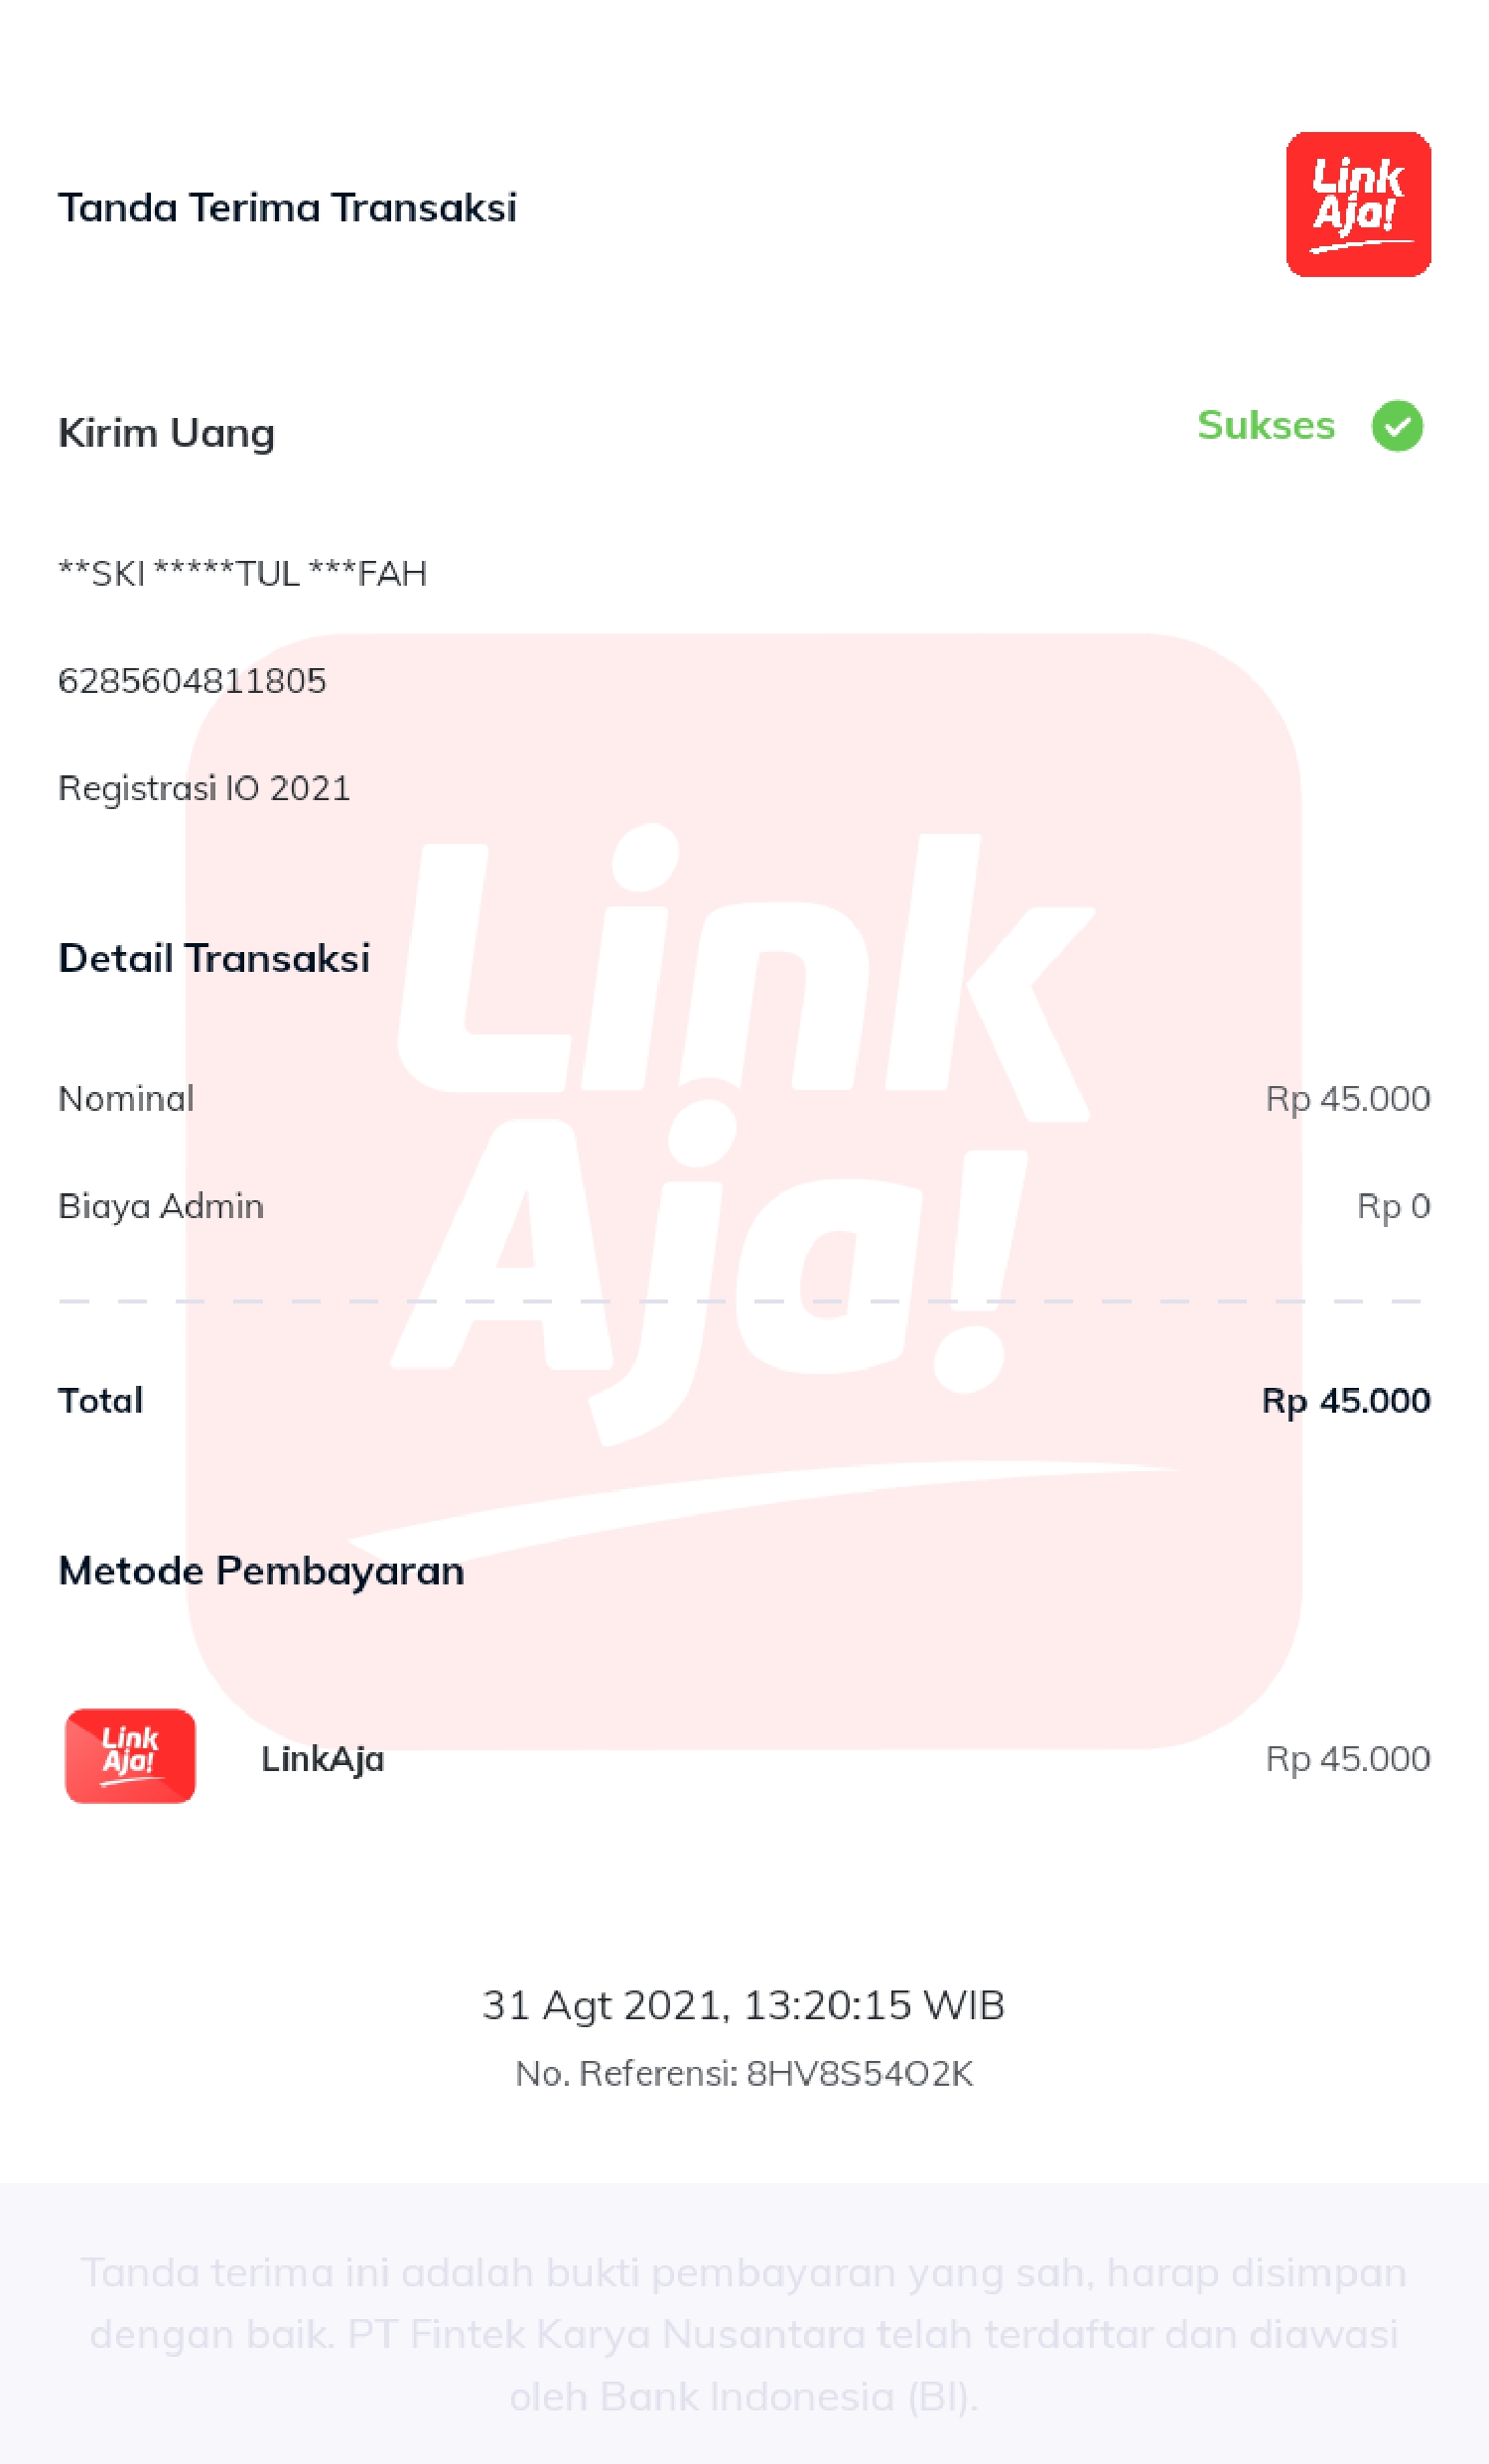 Tanda Terima Transaksi
Link
Aja!
Kirim Uang
Sukses
**SKI *****TUL ***FAH
6285604811805
Registrasi IO 2021
Link
Aja!
Detail Transaksi
Nominal Rp 45.000
Biaya Admin Rp 0
Total Rp 45.000
Metode Pembayaran
Link
Aja!
LinkAja Rp 45.000
31 Agt 2021, 13:20:15 WIB
No. Referensi: 8HV8S54O2K
Tanda terima ini adalah bukti pembayaran yang sah, harap disimpan
dengan baik. PT Fintek Karya Nusantara telah terdaftar dan diawasi
oleh Bank Indonesia (BI).